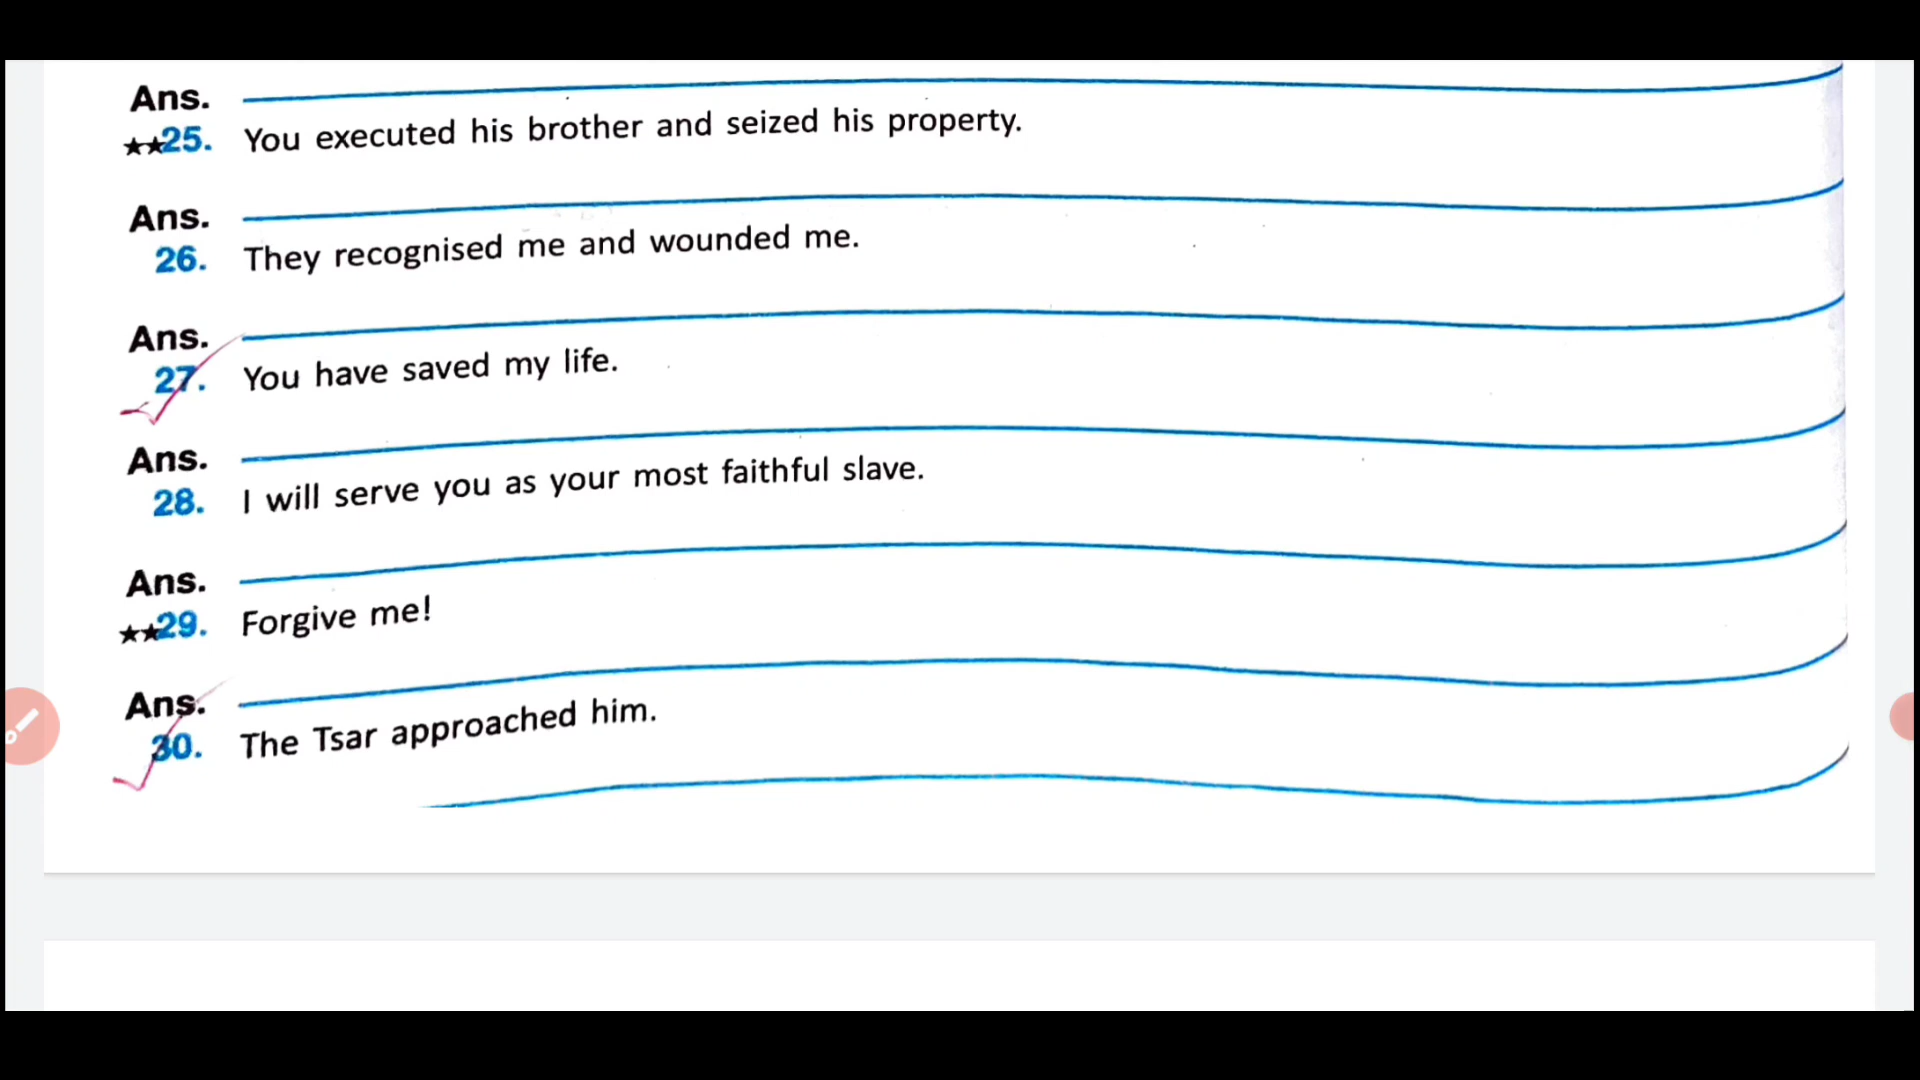 Ans.
★★25. You executed his brother and seized his property.
Ans.
26. They recognised me and wounded me.
Ans.
27. You have saved my life.
Ans.
28. I will serve you as your most faithful slave.
Ans.
★★29. Forgive me!
Ans.
30. The Tsar approached him.